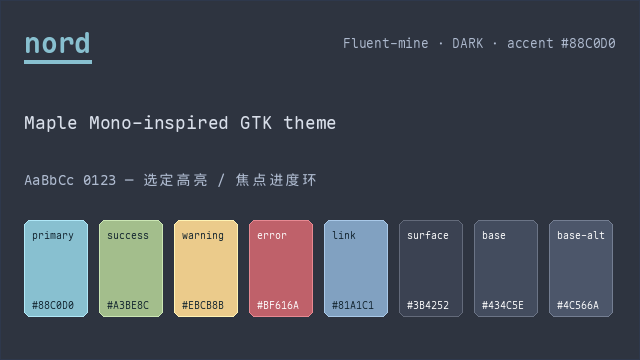 nord
Fluent-mine · DARK · accent #88C0D0
Maple Mono-inspired GTK theme
AaBbCc 0123 — 选定高亮 / 焦点进度环
primary success warning error link surface base base-alt
#88C0D0 #A3BE8C #EBCB8B #BF616A #81A1C1 #3B4252 #434C5E #4C566A